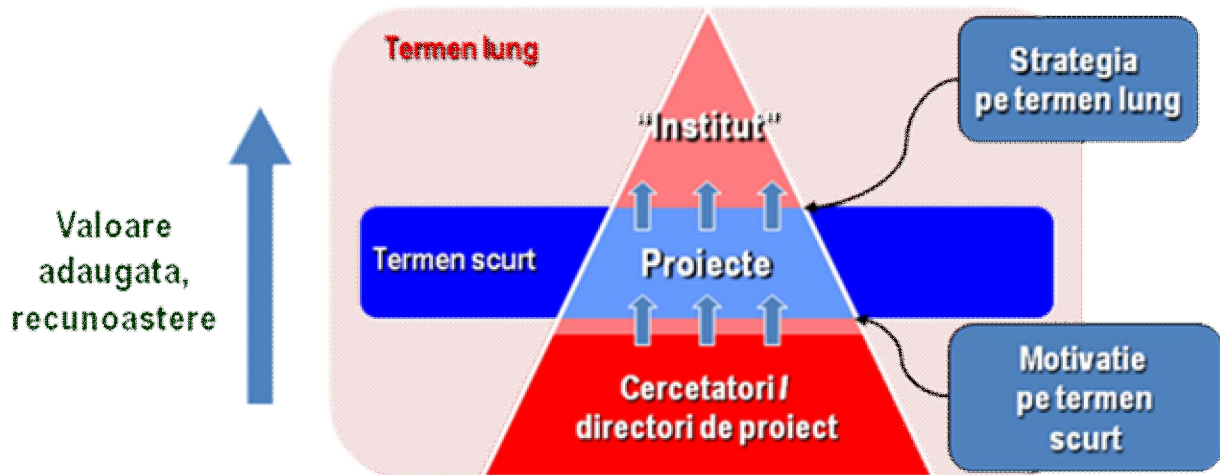 Termen lung
Strategia
pe termen lung
"Institut"
Valoare
adaugata,
recunoastere
Termen scurt
Proiecte
Motivatie
pe termen
scurt
Cercetatori /
directori de proiect